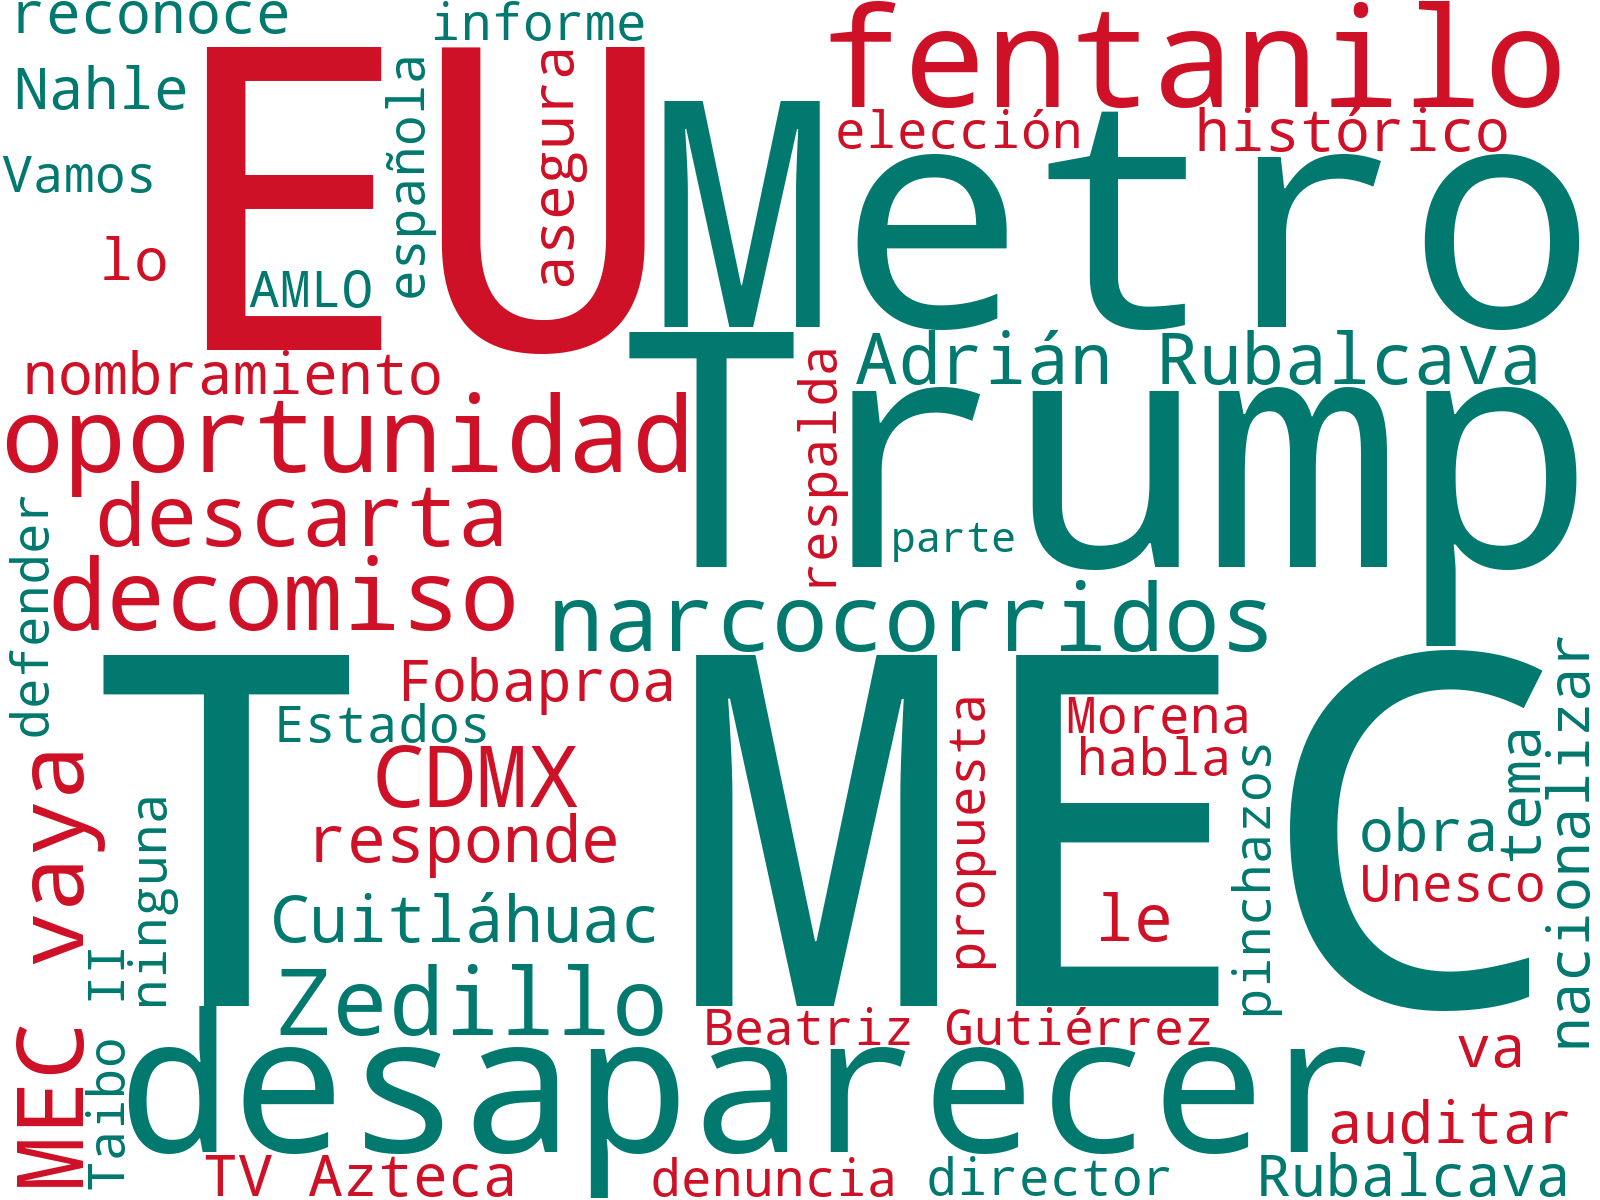 reconoce
informe
fentanilo
Nahle
EU
española
asegura
Metro
elección
histórico
Vamos
lo
AMLO
nombramiento
Trump
respalda
Adrián Rubalcava
oportunidad
descarta
parte
defender
decomiso
narcocorridos
T MEC
Fobaproa
Estados
Morena
habla
propuesta
pinchazos
tema
nacionalizar
vaya
CDMX
responde
ninguna
obra
Unesco
le
Cuitláhuac
Zedillo
Beatriz Gutiérrez
va
MEC
Taibo II
desaparecer
auditar
TV Azteca
denuncia
director
Rubalcava